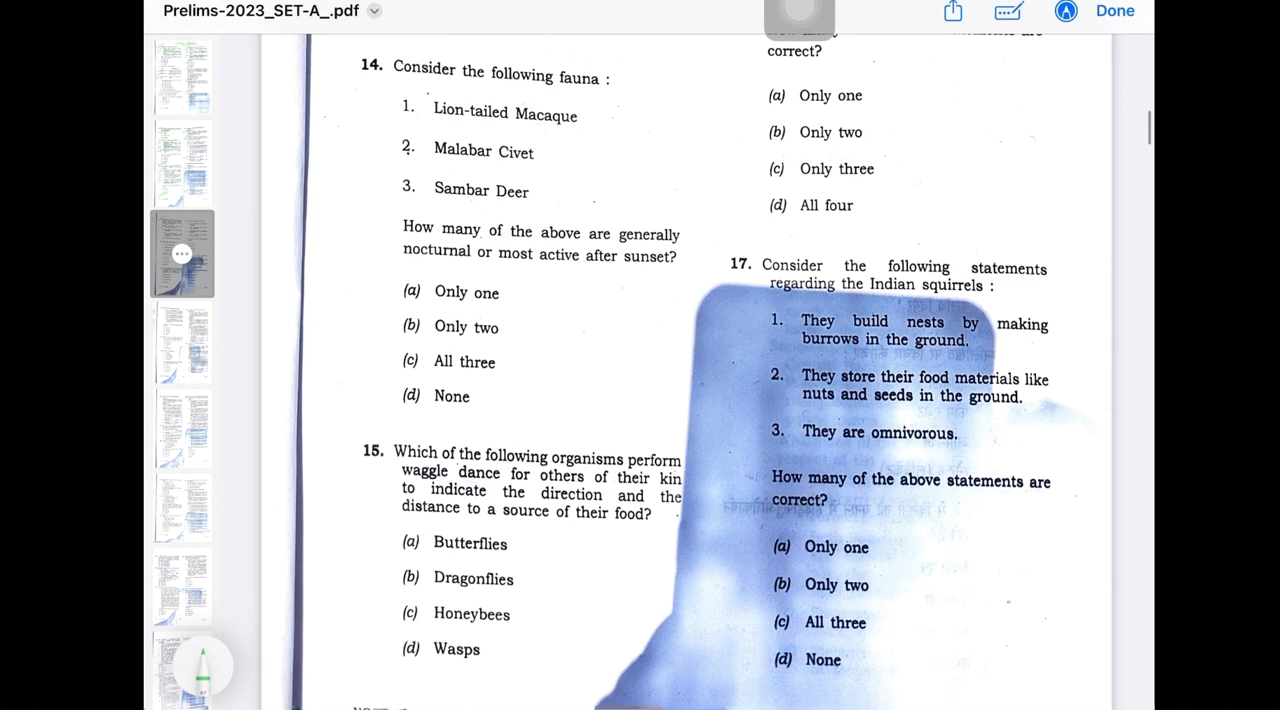 Prelims-2023_SET-A_.pdf
Done
14. Consider the following fauna :
1. Lion-tailed Macaque
2. Malabar Civet
3. Sambar Deer
How many of the above are generally
nocturnal or most active after sunset?
(a) Only one
(b) Only two
(c) All three
(d) None
15. Which of the following organisms perform
waggle dance for others of their kin
to indicate the direction and the
distance to a source of their food?
(a) Butterflies
(b) Dragonflies
(c) Honeybees
(d) Wasps
correct?
(a) Only one
(b) Only two
(c) Only three
(d) All four
17. Consider the following statements
regarding the Indian squirrels :
1. They build nests by making
burrows in the ground.
2. They store their food materials like
nuts and seeds in the ground.
3. They are omnivorous.
How many of the above statements are
correct?
(a) Only one
(b) Only two
(c) All three
(d) None